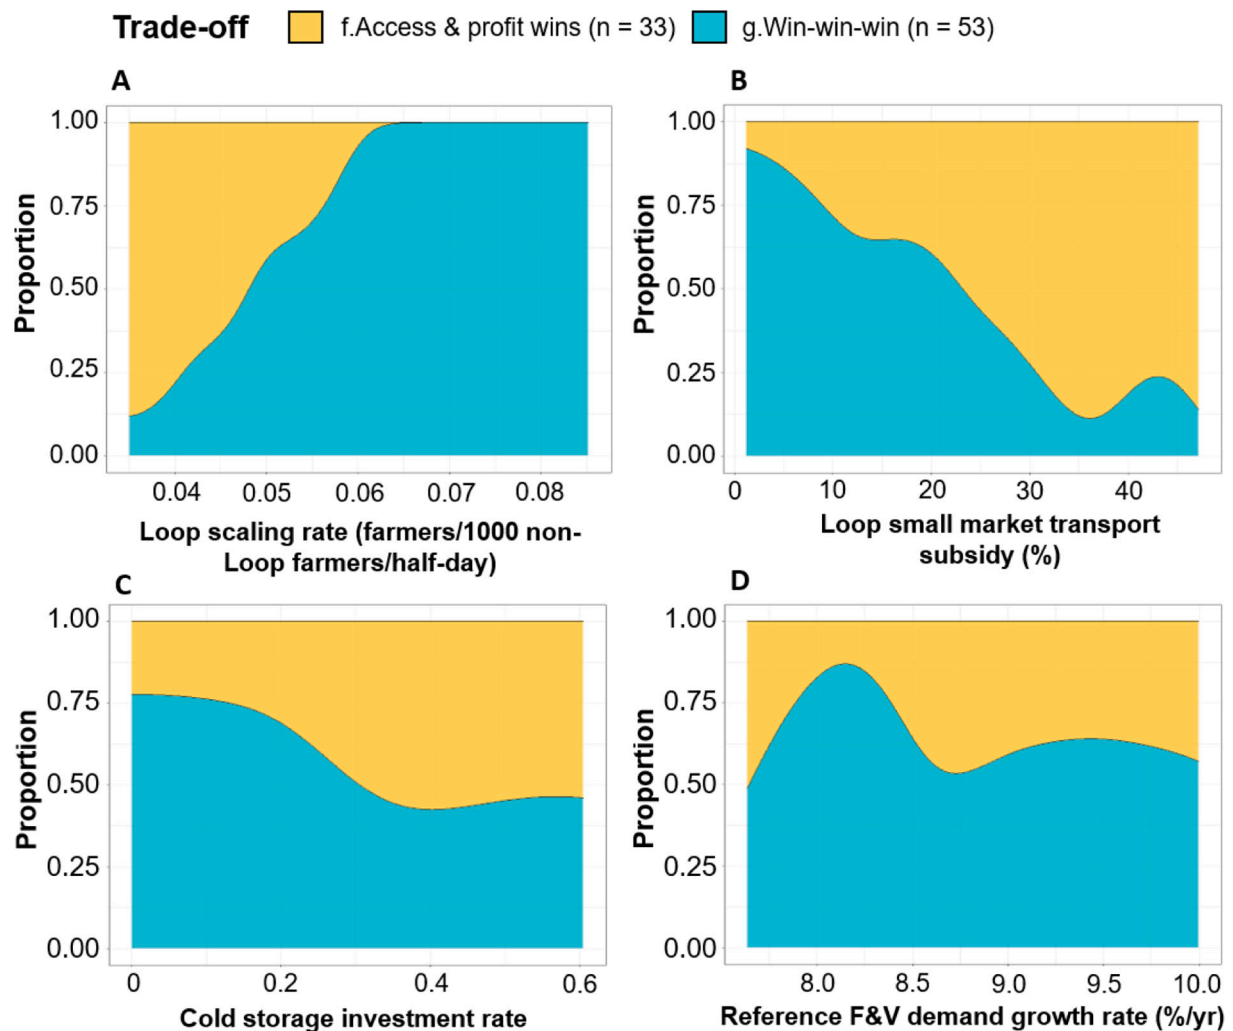 Trade-off f.Access & profit wins (n = 33) g.Win-win-win (n = 53)
A
1.00
0.75
0.50
0.25
0.00
Proportion
0.04 0.05 0.06 0.07 0.08
Loop scaling rate (farmers/1000 non-
Loop farmers/half-day)
B
1.00
0.75
0.50
0.25
0.00
Proportion
0 10 20 30 40
Loop small market transport
subsidy (%)
C
1.00
0.75
0.50
0.25
0.00
Proportion
0 0.2 0.4 0.6
Cold storage investment rate
D
1.00
0.75
0.50
0.25
0.00
Proportion
8.0 8.5 9.0 9.5 10.0
Reference F&V demand growth rate (%/yr)